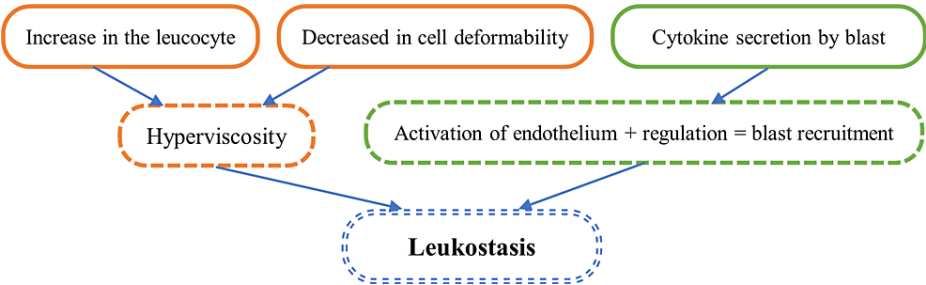 Increase in the leucocyte
Decreased in cell deformability
Cytokine secretion by blast
Hyperviscosity
Activation of endothelium + regulation = blast recruitment
Leukostasis